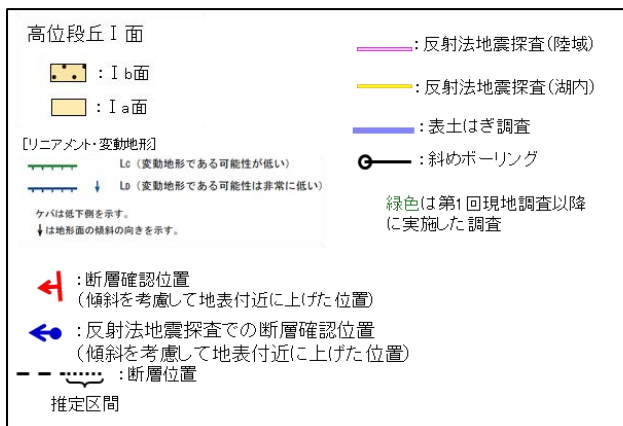 高位段丘Ⅰ面
：Ⅰb面
：Ⅰa面
[リニアメント・変動地形]
Lc（変動地形である可能性が低い）
LD（変動地形である可能性は非常に低い）
ケバは低下側を示す。
↓は地形面の傾斜の向きを示す。
：反射法地震探査(陸域)
：反射法地震探査(湖内)
：表土はぎ調査
：斜めボーリング
緑色は第1回現地調査以降
に実施した調査
：断層確認位置
(傾斜を考慮して地表付近に上げた位置)
：反射法地震探査での断層確認位置
(傾斜を考慮して地表付近に上げた位置)
：断層位置
推定区間